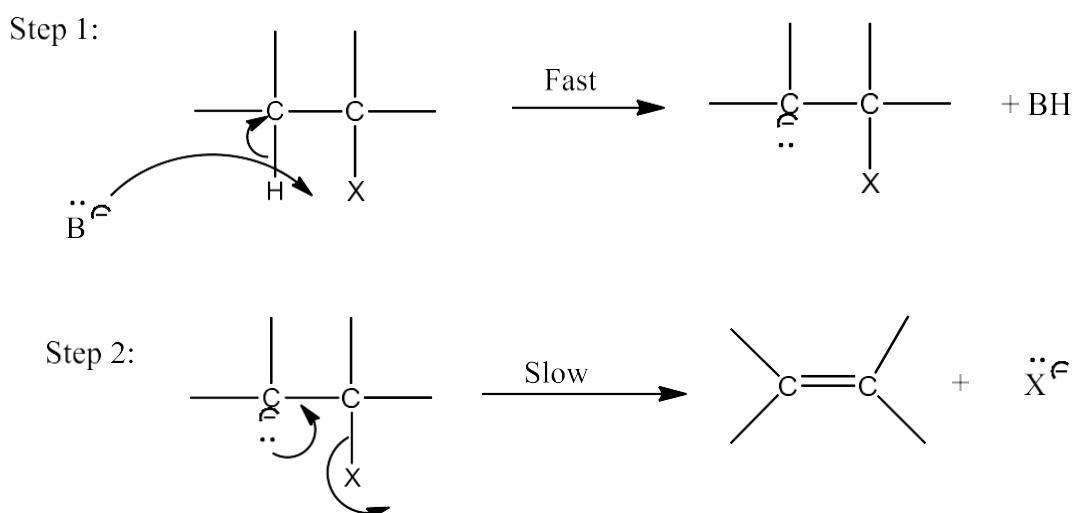 Step 1:
C C
Fast
C C
+ BH
H X
B
X
Step 2:
C C
Slow
C C
+ X
X